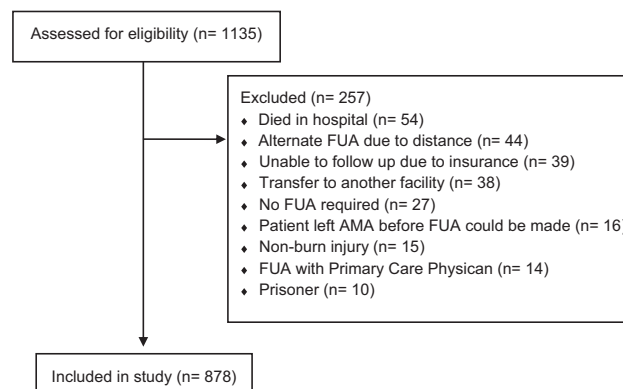 Assessed for eligibility (n= 1135)
Excluded (n= 257)
♦ Died in hospital (n= 54)
♦ Alternate FUA due to distance (n= 44)
♦ Unable to follow up due to insurance (n= 39)
♦ Transfer to another facility (n= 38)
♦ No FUA required (n= 27)
♦ Patient left AMA before FUA could be made (n= 16)
♦ Non-burn injury (n= 15)
♦ FUA with Primary Care Physican (n= 14)
♦ Prisoner (n= 10)
Included in study (n= 878)